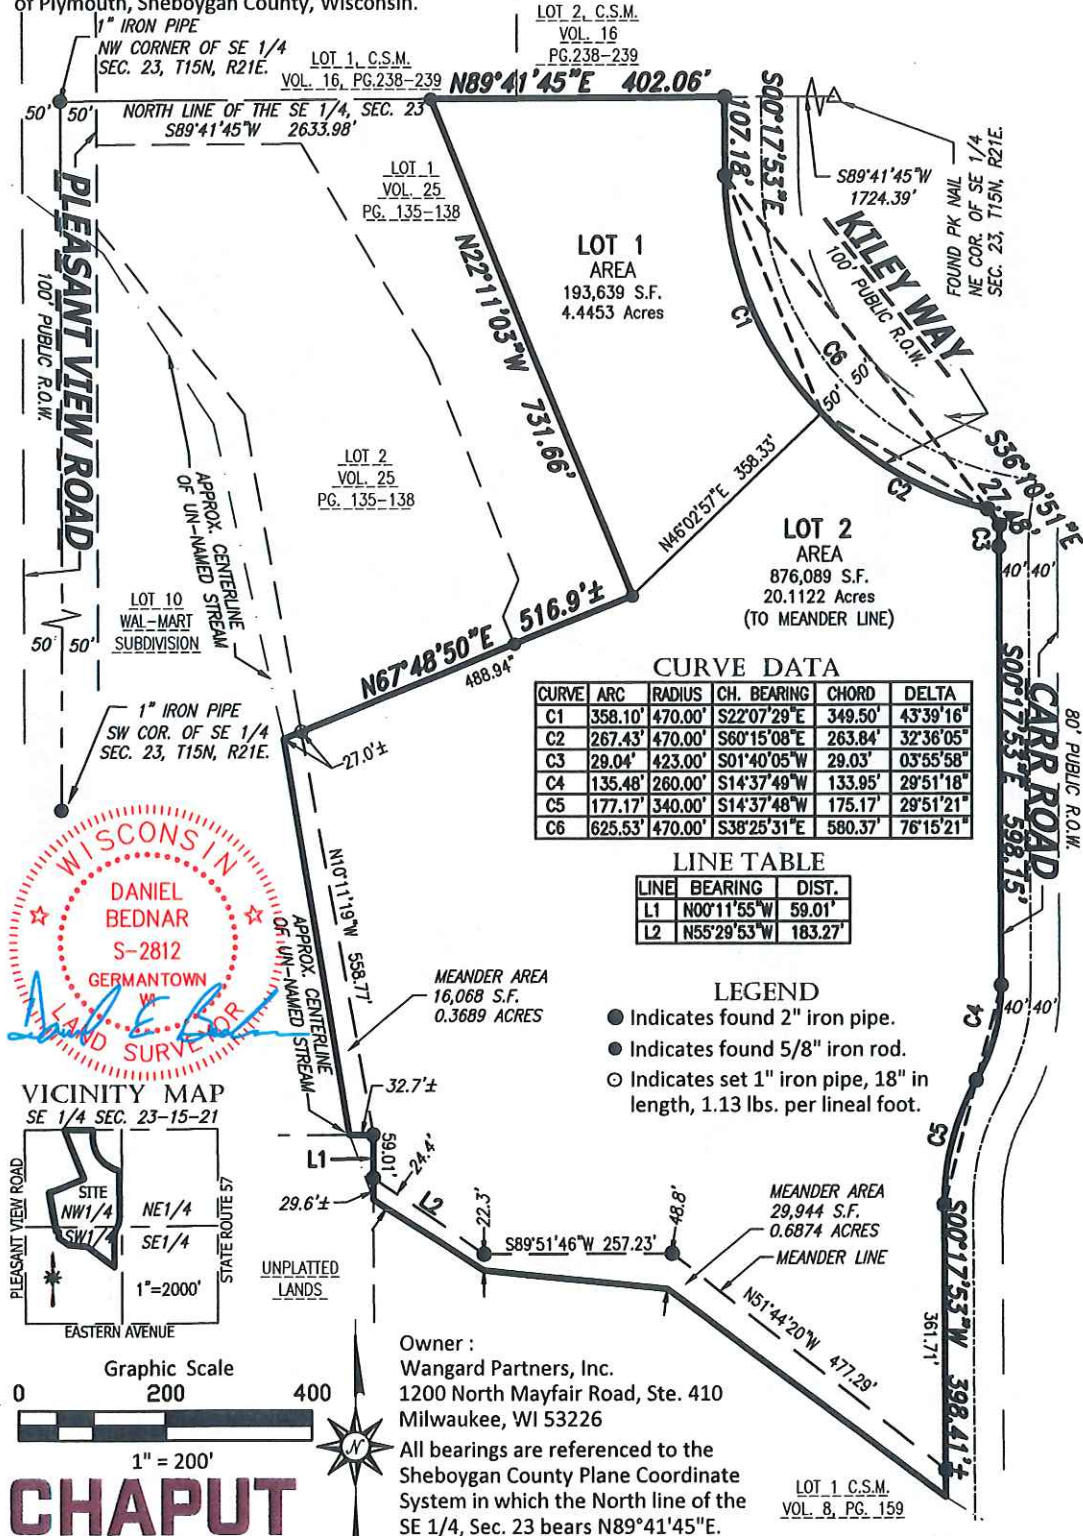 of Plymouth, Sheboygan County, Wisconsin.
1" IRON PIPE
NW CORNER OF SE 1/4
SEC. 23, T15N, R21E.
LOT 1, C.S.M.
VOL. 16, PG.238-239
LOT 2, C.S.M.
VOL. 16
PG.238-239
N89°41'45"E 402.06'
50' 50'
NORTH LINE OF THE SE 1/4, SEC. 23
S89°41'45"W 2633.98'
107.18'
S00°17'53"E
S89°41'45"W
1724.39'
FOUND PK NAIL
NE COR. OF SE 1/4
SEC. 23, T15N, R21E.
LOT 1
VOL. 25
PG. 135-138
PLEASANT VIEW ROAD
100' PUBLIC R.O.W.
N22°11'03"W 731.66'
LOT 1
AREA
193,639 S.F.
4.4453 Acres
KILEY WAY
100' PUBLIC R.O.W.
C1
C6
50'
50'
C2
S36°10'51"E
27.48'
C3
LOT 2
VOL. 25
PG. 135-138
APPROX. CENTERLINE
OF UN-NAMED STREAM
N46°02'57"E 358.33'
LOT 2
AREA
876,089 S.F.
20.1122 Acres
(TO MEANDER LINE)
40' 40'
LOT 10
WAL-MART
SUBDIVISION
50' 50'
N67°48'50"E 516.9'±
488.94'
S00°17'53"E 598.15'
CARR ROAD
80' PUBLIC R.O.W.
1" IRON PIPE
SW COR. OF SE 1/4
SEC. 23, T15N, R21E.
27.0'±
CURVE DATA
CURVE ARC RADIUS CH. BEARING CHORD DELTA
C1 358.10' 470.00' S22°07'29"E 349.50' 43°39'16"
C2 267.43' 470.00' S60°15'08"E 263.84' 32°36'05"
C3 29.04' 423.00' S01°40'05"W 29.03' 03°55'58"
C4 135.48' 260.00' S14°37'49"W 133.95' 29°51'18"
C5 177.17' 340.00' S14°37'48"W 175.17' 29°51'21"
C6 625.53' 470.00' S38°25'31"E 580.37' 76°15'21"
LINE TABLE
LINE BEARING DIST.
L1 N00°11'55"W 59.01'
L2 N55°29'53"W 183.27'
WISCONSIN
DANIEL
BEDNAR
S-2812
GERMANTOWN
WI
LAND SURVEYOR
Daniel E Bednar
N10°11'19"W 558.77'
APPROX. CENTERLINE
OF UN-NAMED STREAM
MEANDER AREA
16,068 S.F.
0.3689 ACRES
LEGEND
Indicates found 2" iron pipe.
Indicates found 5/8" iron rod.
Indicates set 1" iron pipe, 18" in
length, 1.13 lbs. per lineal foot.
C4
40' 40'
C5
VICINITY MAP
SE 1/4 SEC. 23-15-21
PLEASANT VIEW ROAD
SITE
NW1/4 NE1/4
SW1/4 SE1/4
1"=2000'
STATE ROUTE 57
EASTERN AVENUE
32.7'±
L1
59.01'
24.4'
29.6'±
L2
22.3'
S89°51'46"W 257.23'
48.8'
MEANDER AREA
29,944 S.F.
0.6874 ACRES
MEANDER LINE
UNPLATTED
LANDS
N51°44'20"W 477.29'
361.71'
S00°17'53"W 398.41'±
Graphic Scale
0 200 400
1" = 200'
N
Owner :
Wangard Partners, Inc.
1200 North Mayfair Road, Ste. 410
Milwaukee, WI 53226
All bearings are referenced to the
Sheboygan County Plane Coordinate
System in which the North line of the
SE 1/4, Sec. 23 bears N89°41'45"E.
LOT 1 C.S.M.
VOL. 8, PG. 159
CHAPUT